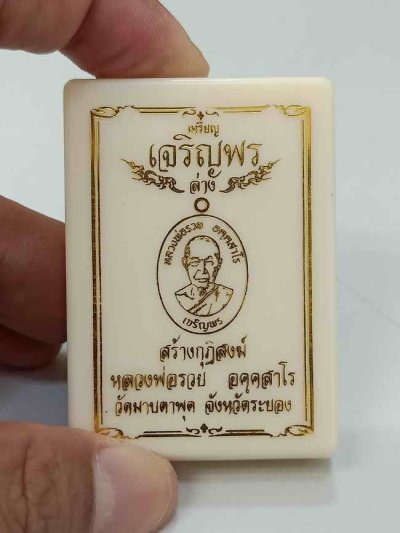 เหรียญ
เจริญพร
ล่าง
หลวงพ่อรวย อคฺคสาโร
เจริญพร
สร้างกุฏิสงฆ์
หลวงพ่อรวย อคฺคสาโร
วัดมาบตาพุด จังหวัดระยอง